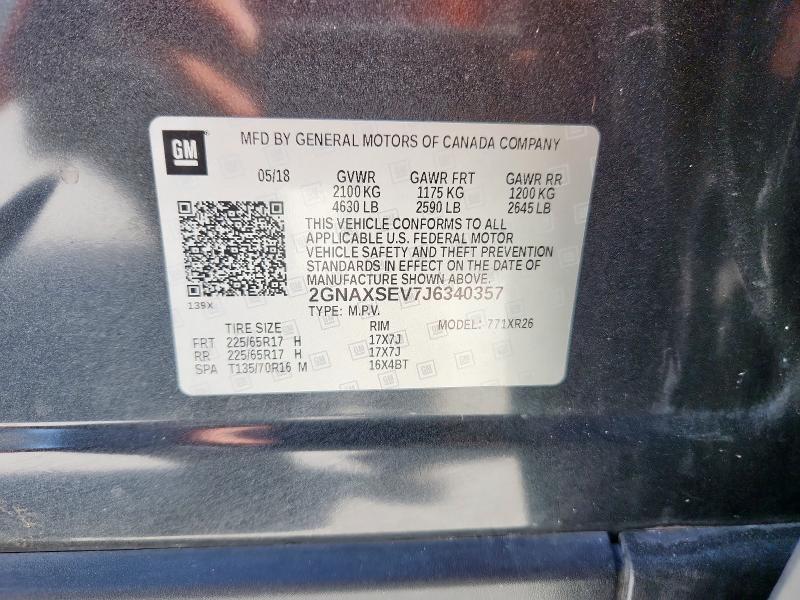 GM
MFD BY GENERAL MOTORS OF CANADA COMPANY
05/18 GVWR GAWR FRT GAWR RR
2100 KG 1175 KG 1200 KG
4630 LB 2590 LB 2645 LB
THIS VEHICLE CONFORMS TO ALL
APPLICABLE U.S. FEDERAL MOTOR
VEHICLE SAFETY AND THEFT PREVENTION
STANDARDS IN EFFECT ON THE DATE OF
MANUFACTURE SHOWN ABOVE.
139X
2GNAXSEV7J6340357
TYPE: M.P.V.
TIRE SIZE RIM MODEL: 771XR26
FRT 225/65R17 H 17X7J
RR 225/65R17 H 17X7J
SPA T135/70R16 M 16X4BT